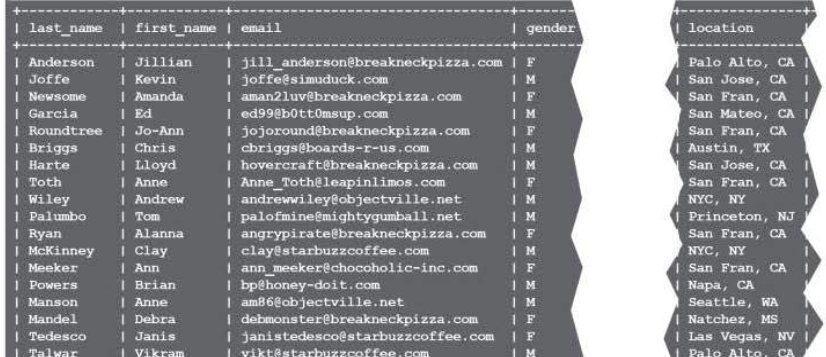 | last_name | first_name | email | gender | location |
| Anderson | Jillian | jill_anderson@breakneckpizza.com | F | Palo Alto, CA |
| Joffe | Kevin | joffe@simuduck.com | M | San Jose, CA |
| Newsome | Amanda | aman2luv@breakneckpizza.com | F | San Fran, CA |
| Garcia | Ed | ed99@b0tt0msup.com | M | San Mateo, CA |
| Roundtree | Jo-Ann | jojoround@breakneckpizza.com | F | San Fran, CA |
| Briggs | Chris | cbriggs@boards-r-us.com | M | Austin, TX |
| Harte | Lloyd | hovercraft@breakneckpizza.com | M | San Jose, CA |
| Toth | Anne | Anne_Toth@leapinlimos.com | F | San Fran, CA |
| Wiley | Andrew | andrewwiley@objectville.net | M | NYC, NY |
| Palumbo | Tom | palofmine@mightygumball.net | M | Princeton, NJ |
| Ryan | Alanna | angrypirate@breakneckpizza.com | F | San Fran, CA |
| McKinney | Clay | clay@starbuzzcoffee.com | M | NYC, NY |
| Meeker | Ann | ann_meeker@chocoholic-inc.com | F | San Fran, CA |
| Powers | Brian | bp@honey-doit.com | M | Napa, CA |
| Manson | Anne | am86@objectville.net | M | Seattle, WA |
| Mandel | Debra | debmonster@breakneckpizza.com | F | Natchez, MS |
| Tedesco | Janis | janistedesco@starbuzzcoffee.com | F | Las Vegas, NV |
| Talwar | Vikram | vikt@starbuzzcoffee.com | M | Palo Alto, CA |